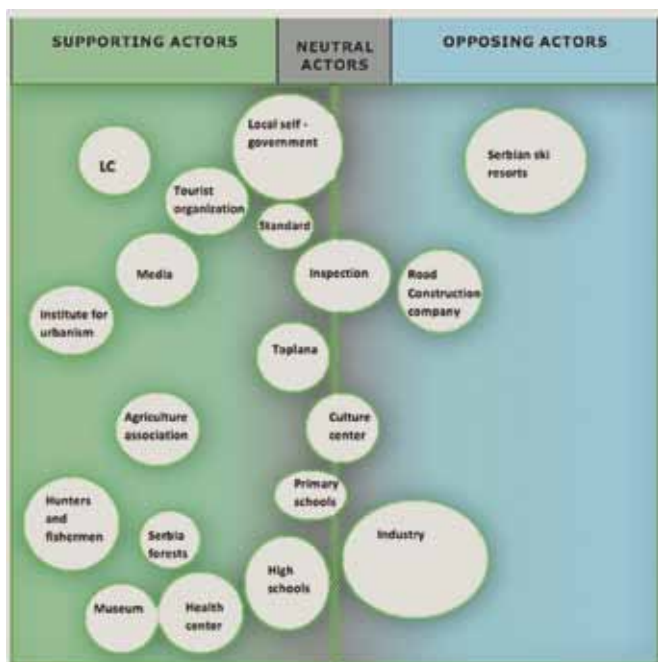 SUPPORTING ACTORS
NEUTRAL
ACTORS
OPPOSING ACTORS
Local self -
government
LC
Serbian ski
resorts
Tourist
organization
Standard
Media
Inspection
Road
Construction
company
Institute for
urbanism
Toplana
Agriculture
association
Culture
center
Primary
schools
Hunters
and
fishermen
Serbia
forests
Industry
High
schools
Museum
Health
center